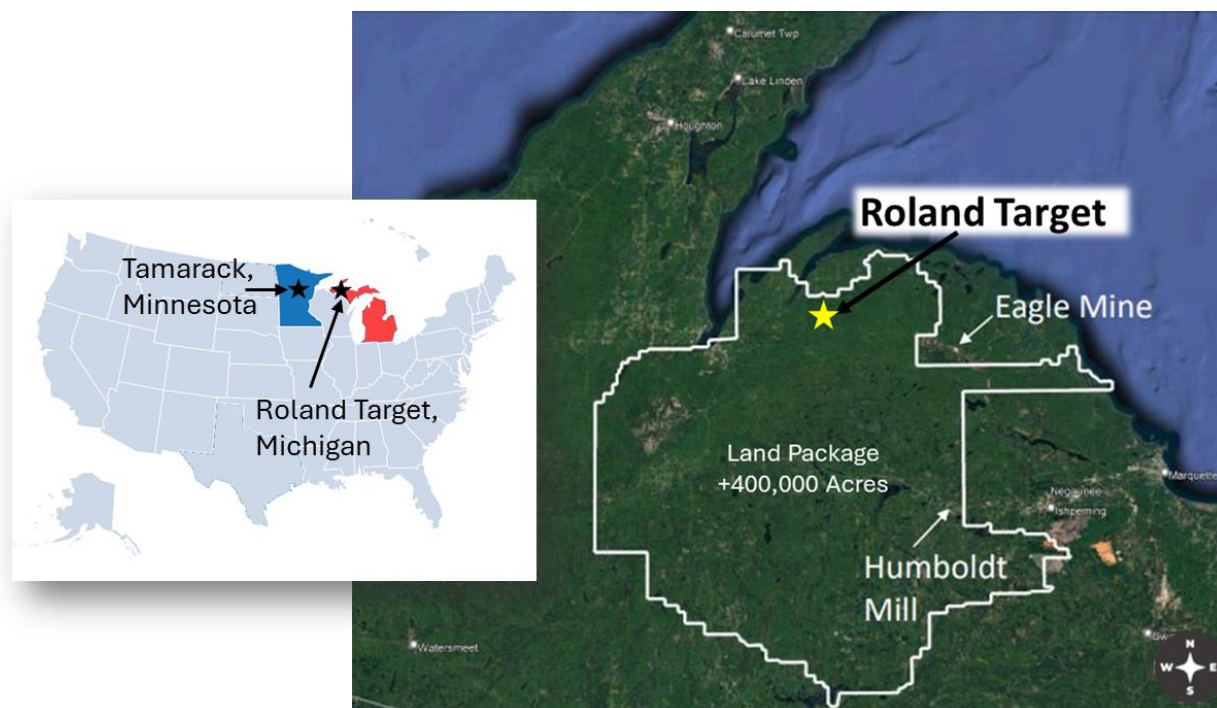 Calumet Twp
Lake Linden
Houghton
Roland Target
Tamarack,
Minnesota
Eagle Mine
Roland Target,
Michigan
Land Package
+400,000 Acres
Marquette
Negaunee
Ishpeming
Humboldt
Mill
Watersmeet
N
W E
S